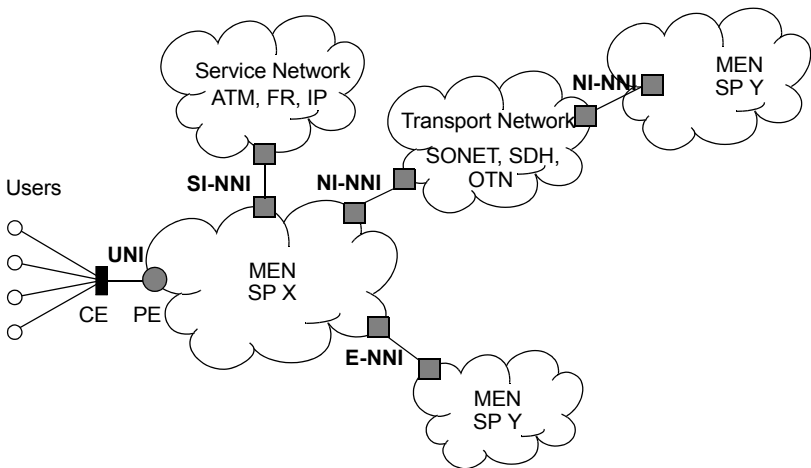 Service Network
ATM, FR, IP
MEN
SP Y
NI-NNI
Transport Network
SONET, SDH,
OTN
Users
SI-NNI
NI-NNI
UNI
MEN
SP X
CE
PE
E-NNI
MEN
SP Y